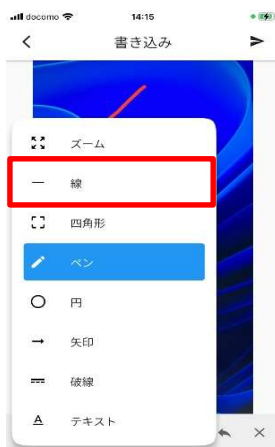 docomo 14:15
書き込み
ズーム
線
四角形
ペン
円
矢印
破線
テキスト